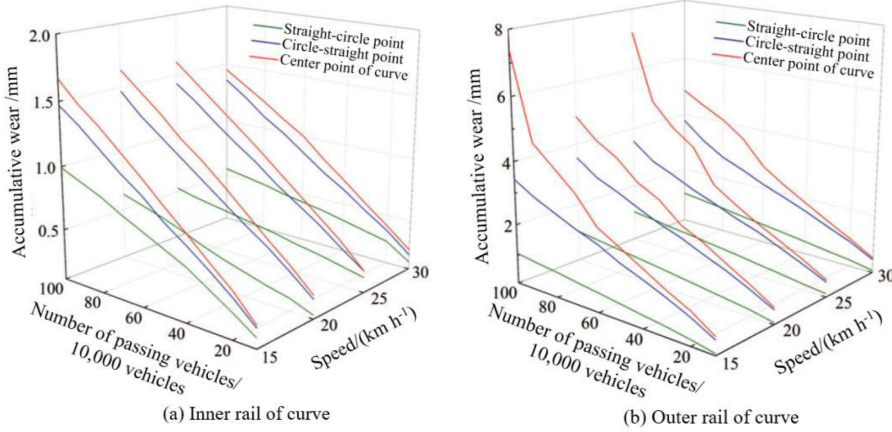 Straight-circle point
Circle-straight point
Center point of curve
2.0
1.5
1.0
0.5
Accumulative wear /mm
100
80
60
40
20
Number of passing vehicles/
10,000 vehicles
15
20
25
30
Speed/(km h⁻¹)
(a) Inner rail of curve
Straight-circle point
Circle-straight point
Center point of curve
8
6
4
2
Accumulative wear /mm
100
80
60
40
20
Number of passing vehicles/
10,000 vehicles
15
20
25
30
Speed/(km h⁻¹)
(b) Outer rail of curve